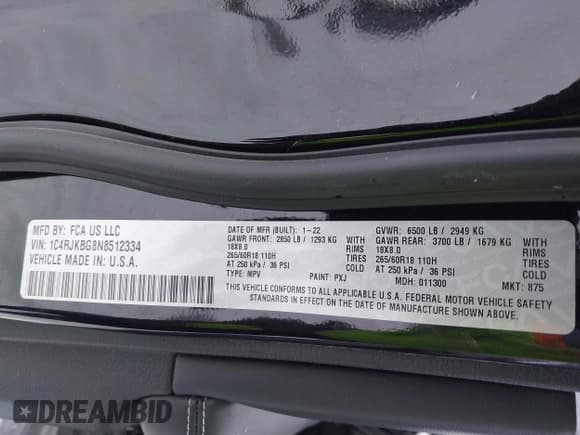 MFD BY: FCA US LLC
VIN: 1C4RJKBG8N8512334
VEHICLE MADE IN: U.S.A.
DATE OF MFR (BUILT): 1-22
GAWR FRONT: 2850 LB / 1293 KG WITH
18X8.0 RIMS
265/60R18 110H TIRES
AT 250 kPa / 36 PSI COLD
TYPE: MPV PAINT: PXJ
GVWR: 6500 LB / 2949 KG
GAWR REAR: 3700 LB / 1679 KG WITH
18X8.0 RIMS
265/60R18 110H TIRES
AT 250 kPa / 36 PSI COLD
MDH: 011300 MKT: 875
THIS VEHICLE CONFORMS TO ALL APPLICABLE U.S.A. FEDERAL MOTOR VEHICLE SAFETY
STANDARDS IN EFFECT ON THE DATE OF MANUFACTURE SHOWN ABOVE.
DREAMBID